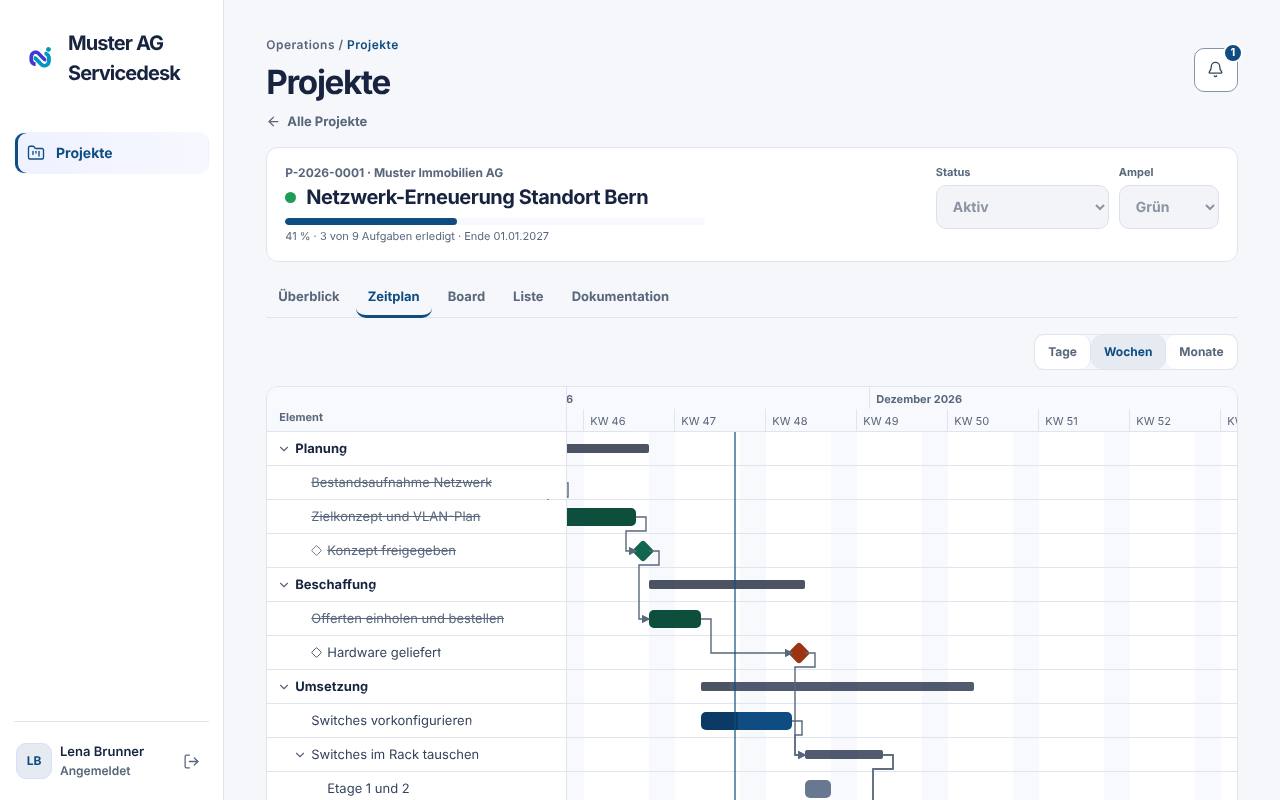 Muster AG
Servicedesk
Projekte
Lena Brunner
LB
Angemeldet
Operations / Projekte
Projekte
1
Alle Projekte
P-2026-0001 · Muster Immobilien AG
Netzwerk-Erneuerung Standort Bern
41 % · 3 von 9 Aufgaben erledigt · Ende 01.01.2027
Status
Ampel
Aktiv
Grün
Überblick Zeitplan Board Liste Dokumentation
Tage Wochen Monate
6 Dezember 2026
Element
KW 46 KW 47 KW 48 KW 49 KW 50 KW 51 KW 52
Planung
Bestandsaufnahme Netzwerk
Zielkonzept und VLAN-Plan
Konzept freigegeben
Beschaffung
Offerten einholen und bestellen
Hardware geliefert
Umsetzung
Switches vorkonfigurieren
Switches im Rack tauschen
Etage 1 und 2